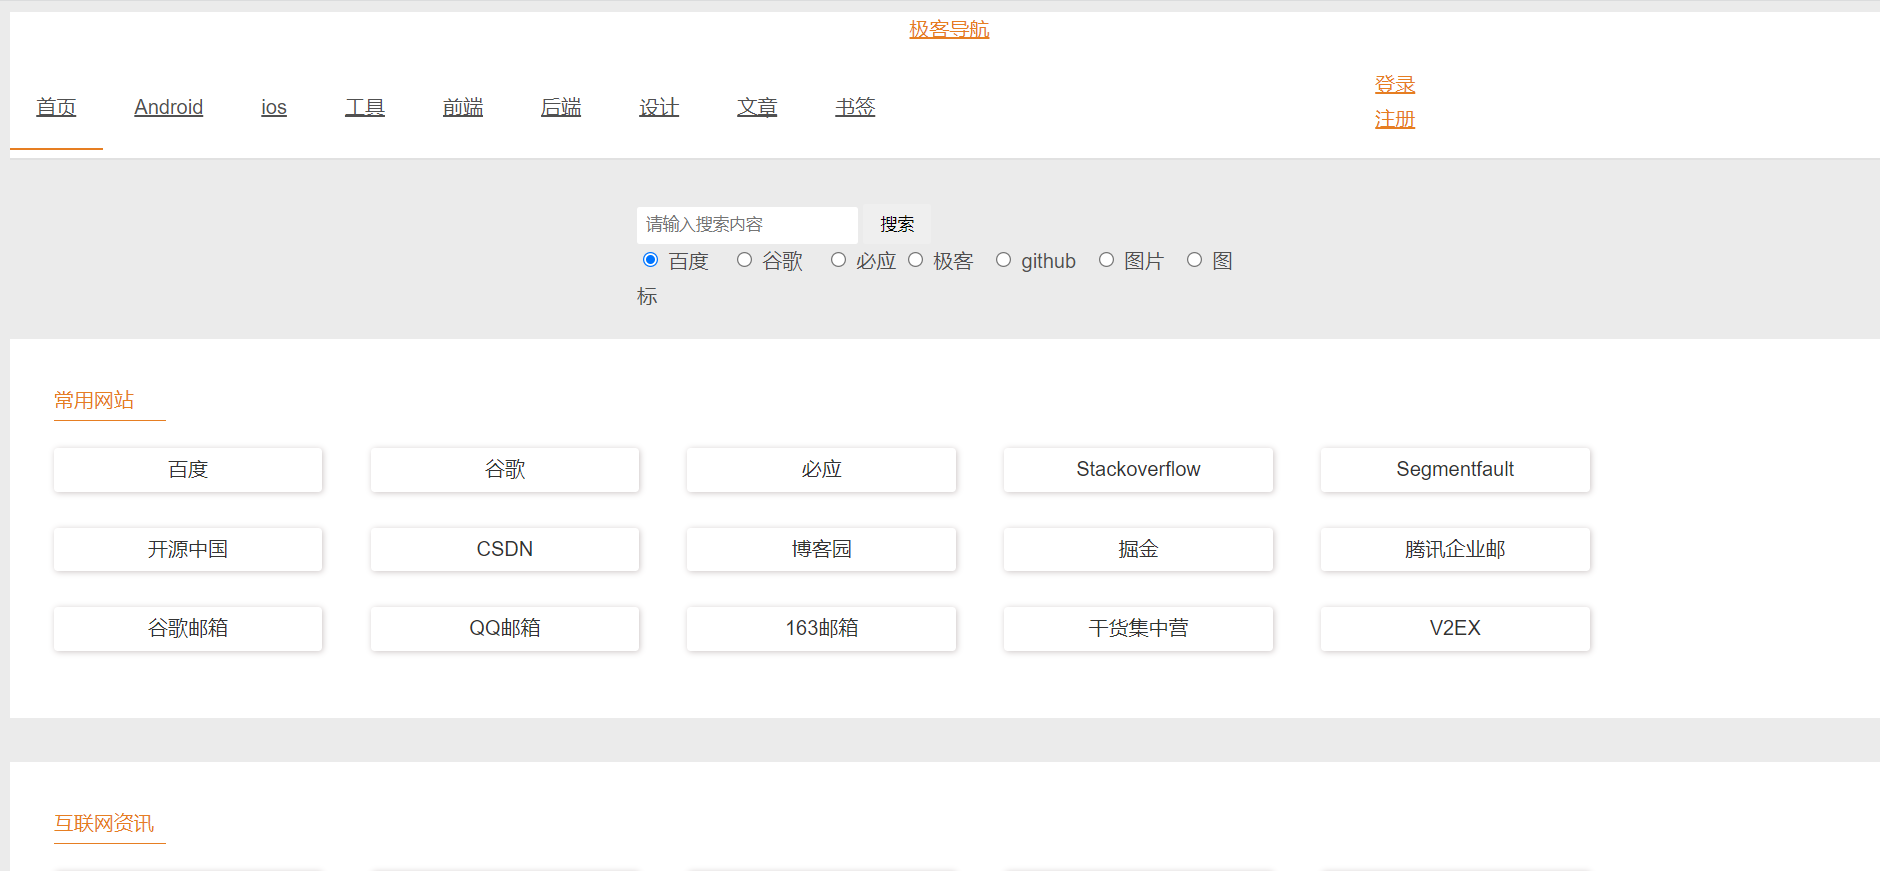 极客导航
首页 Android ios 工具 前端 后端 设计 文章 书签
登录
注册
请输入搜索内容 搜索
百度 谷歌 必应 极客 github 图片 图
标
常用网站
百度 谷歌 必应 Stackoverflow Segmentfault
开源中国 CSDN 博客园 掘金 腾讯企业邮
谷歌邮箱 QQ邮箱 163邮箱 干货集中营 V2EX
互联网资讯